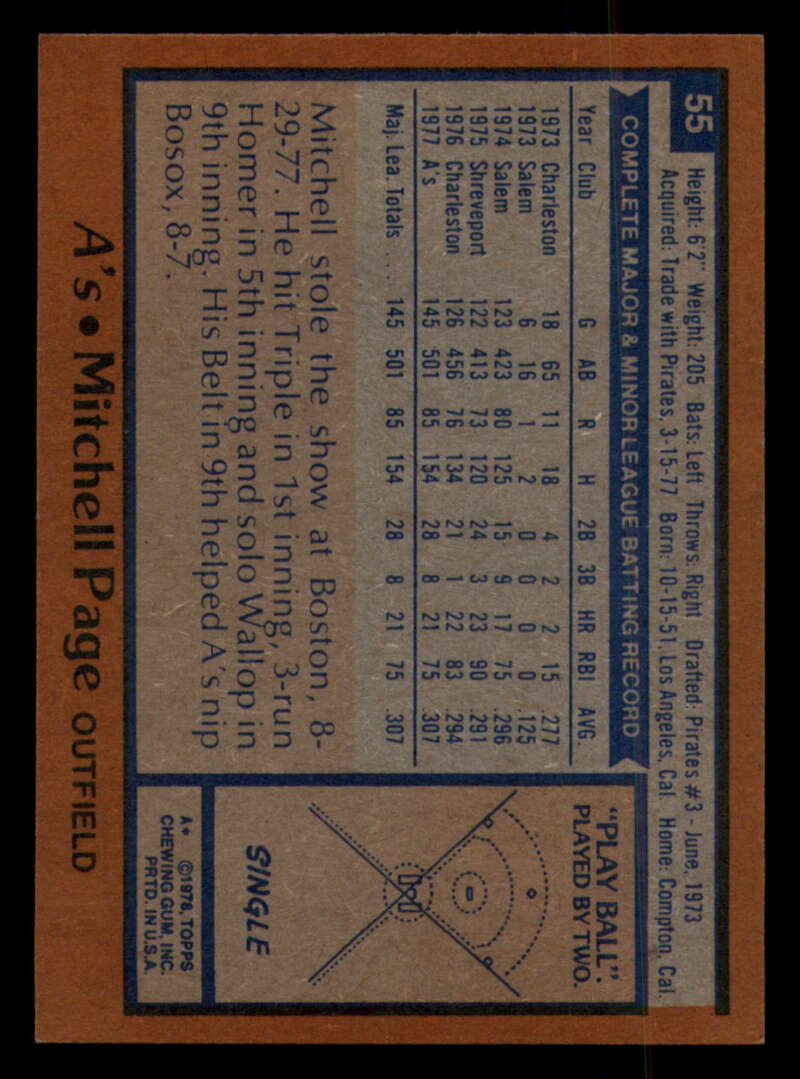 55
Height: 6'2" Weight: 205 Bats: Left Throws: Right Drafted: Pirates #3 - June, 1973
Acquired: Trade with Pirates, 3-15-77 Born: 10-15-51, Los Angeles, Cal. Home: Compton, Cal.
COMPLETE MAJOR & MINOR LEAGUE BATTING RECORD
Year Club G AB R H 2B 3B HR RBI AVG.
1973 Charleston 18 65 11 18 4 2 2 15 .277
1973 Salem 6 16 1 2 0 0 0 0 .125
1974 Salem 123 423 80 125 15 9 17 75 .296
1975 Shreveport 122 413 73 120 24 3 23 90 .291
1976 Charleston 126 456 76 134 21 1 22 83 .294
1977 A's 145 501 85 154 28 8 21 75 .307
Maj. Lea. Totals .... 145 501 85 154 28 8 21 75 .307
Mitchell stole the show at Boston, 8-
29-77. He hit Triple in 1st inning, 3-run
Homer in 5th inning and solo Wallop in
9th inning. His Belt in 9th helped A's nip
Bosox, 8-7.
"PLAY BALL".
PLAYED BY TWO.
SINGLE
A* ©1978, TOPPS
CHEWING GUM, INC.
PRTD. IN U.S.A.
A's • Mitchell Page OUTFIELD